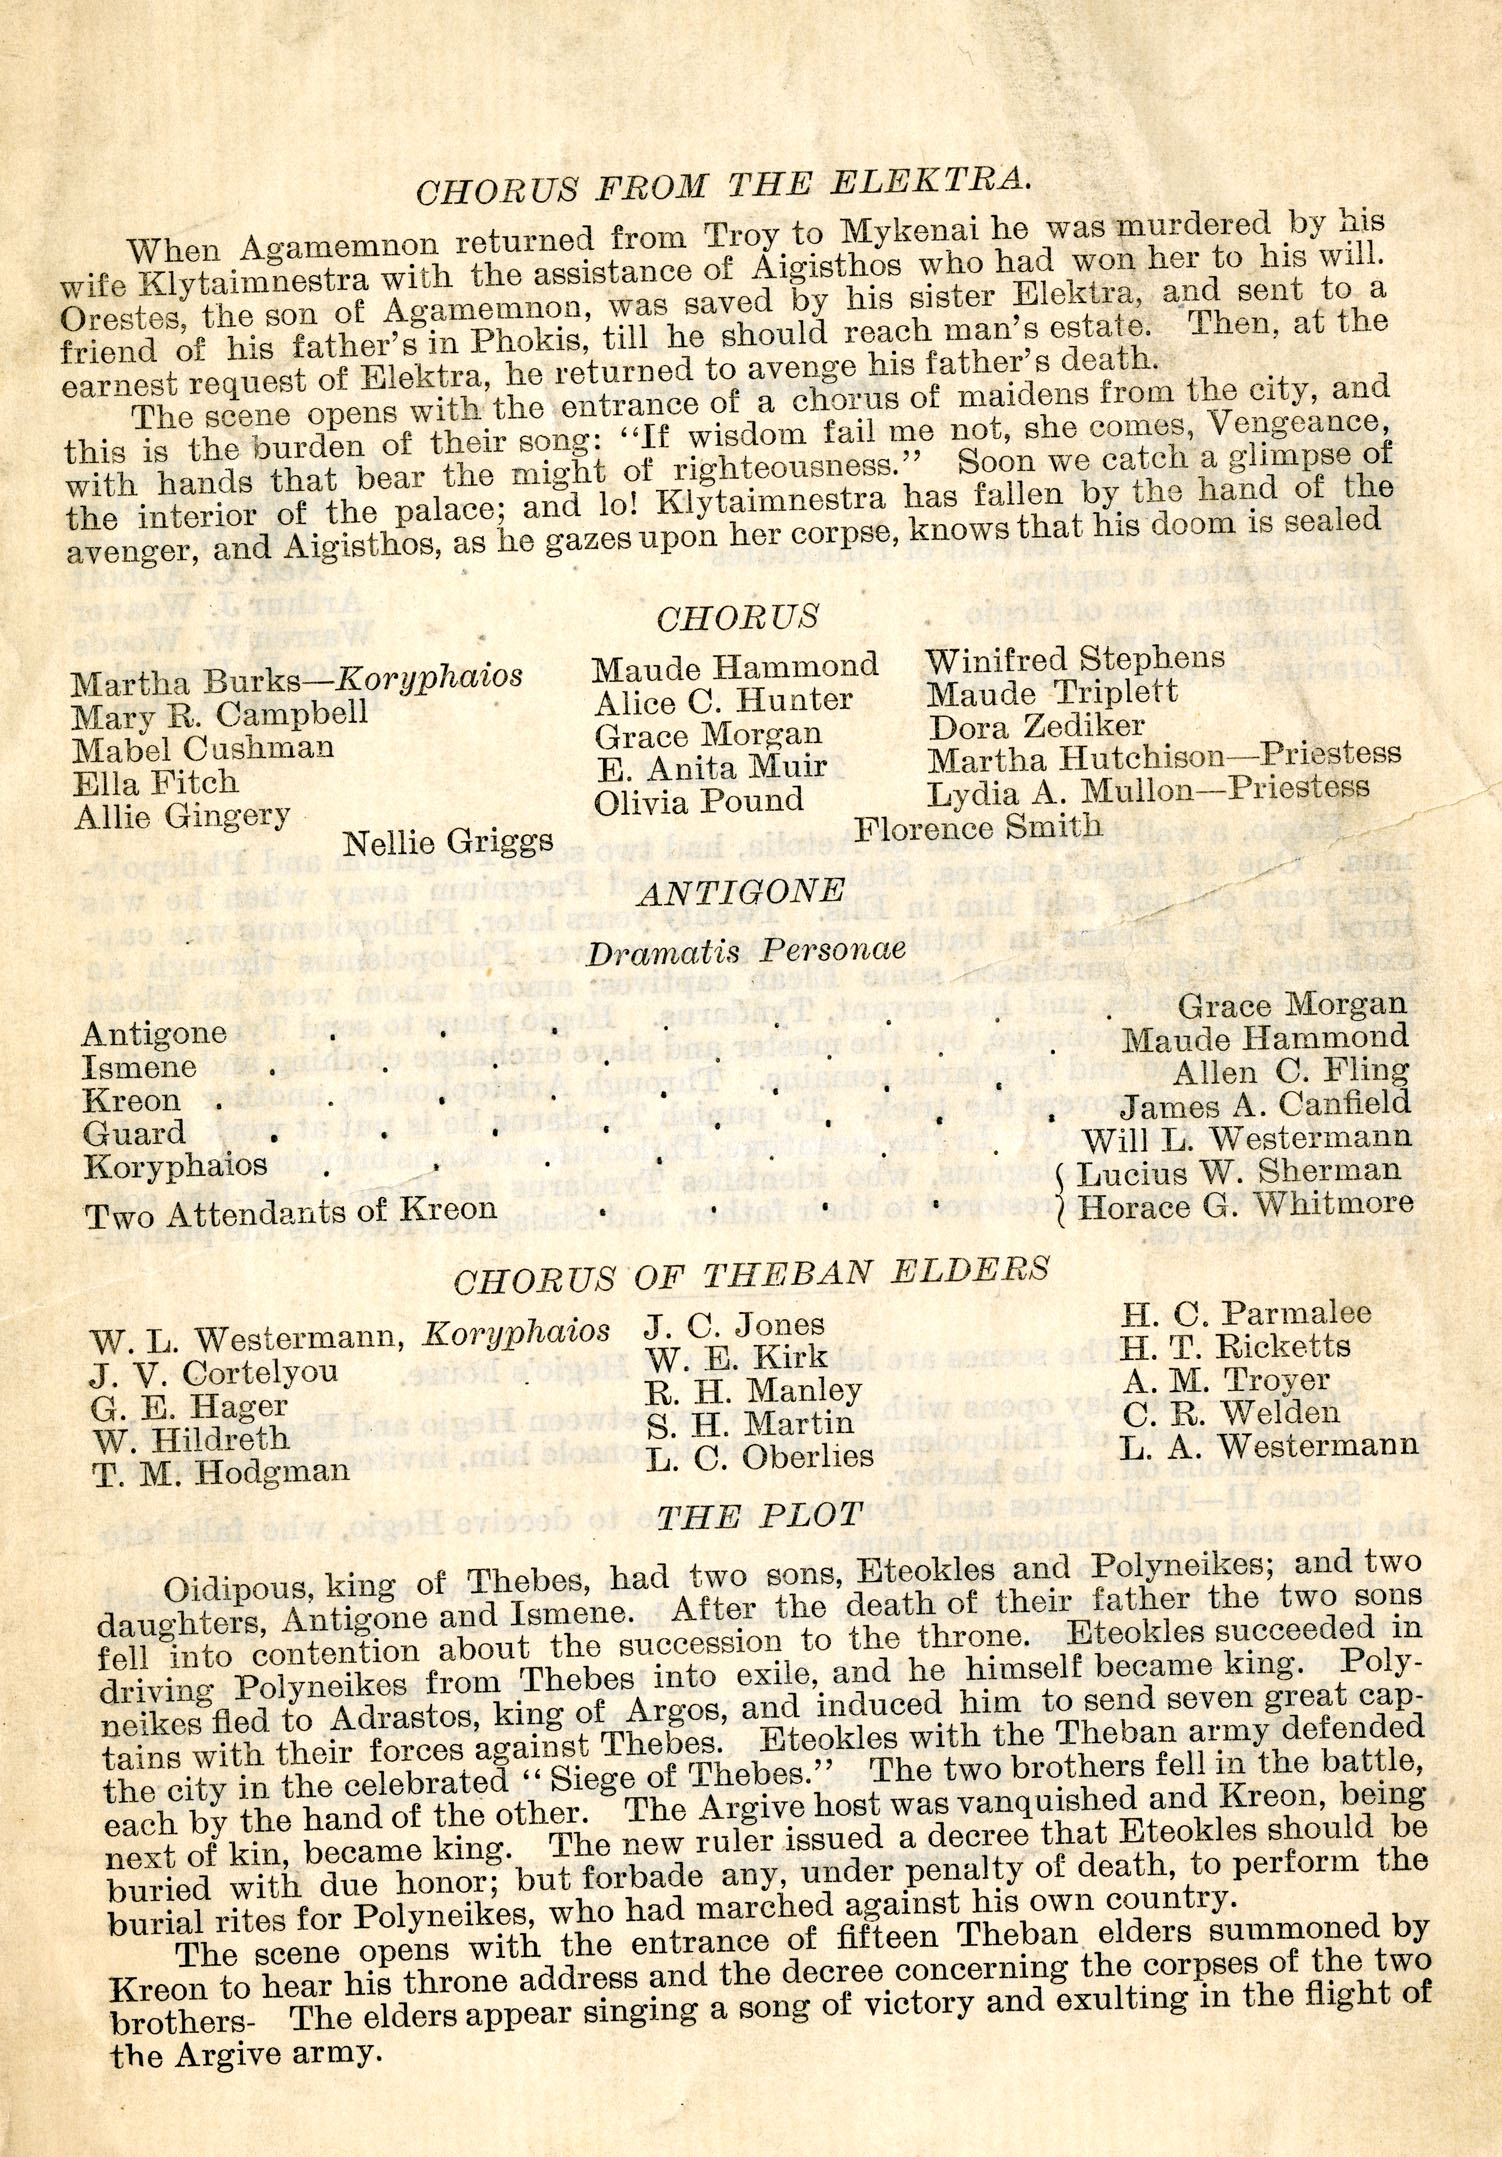 CHORUS FROM THE ELEKTRA.
When Agamemnon returned from Troy to Mykenai he was murdered by his
wife Klytaimnestra with the assistance of Aigisthos who had won her to his will.
Orestes, the son of Agamemnon, was saved by his sister Elektra, and sent to a
friend of his father's in Phokis, till he should reach man's estate. Then, at the
earnest request of Elektra, he returned to avenge his father's death.
The scene opens with the entrance of a chorus of maidens from the city, and
this is the burden of their song: "If wisdom fail me not, she comes, Vengeance,
with hands that bear the might of righteousness." Soon we catch a glimpse of
the interior of the palace; and lo! Klytaimnestra has fallen by the hand of the
avenger, and Aigisthos, as he gazes upon her corpse, knows that his doom is sealed
CHORUS
Martha Burks—Koryphaios
Mary R. Campbell
Mabel Cushman
Ella Fitch
Allie Gingery
Nellie Griggs
Maude Hammond
Alice C. Hunter
Grace Morgan
E. Anita Muir
Olivia Pound
Winifred Stephens
Maude Triplett
Dora Zediker
Martha Hutchison—Priestess
Lydia A. Mullon—Priestess
Florence Smith
ANTIGONE
Dramatis Personae
Antigone . . . . . . . . Grace Morgan
Ismene . . . . . . . . Maude Hammond
Kreon . . . . . . . . Allen C. Fling
Guard . . . . . . . . James A. Canfield
Koryphaios . . . . . . . Will L. Westermann
Two Attendants of Kreon . . . . { Lucius W. Sherman
Horace G. Whitmore
CHORUS OF THEBAN ELDERS
W. L. Westermann, Koryphaios
J. V. Cortelyou
G. E. Hager
W. Hildreth
T. M. Hodgman
J. C. Jones
W. E. Kirk
R. H. Manley
S. H. Martin
L. C. Oberlies
H. C. Parmalee
H. T. Ricketts
A. M. Troyer
C. R. Welden
L. A. Westermann
THE PLOT
Oidipous, king of Thebes, had two sons, Eteokles and Polyneikes; and two
daughters, Antigone and Ismene. After the death of their father the two sons
fell into contention about the succession to the throne. Eteokles succeeded in
driving Polyneikes from Thebes into exile, and he himself became king. Poly-
neikes fled to Adrastos, king of Argos, and induced him to send seven great cap-
tains with their forces against Thebes. Eteokles with the Theban army defended
the city in the celebrated "Siege of Thebes." The two brothers fell in the battle,
each by the hand of the other. The Argive host was vanquished and Kreon, being
next of kin, became king. The new ruler issued a decree that Eteokles should be
buried with due honor; but forbade any, under penalty of death, to perform the
burial rites for Polyneikes, who had marched against his own country.
The scene opens with the entrance of fifteen Theban elders summoned by
Kreon to hear his throne address and the decree concerning the corpses of the two
brothers- The elders appear singing a song of victory and exulting in the flight of
the Argive army.